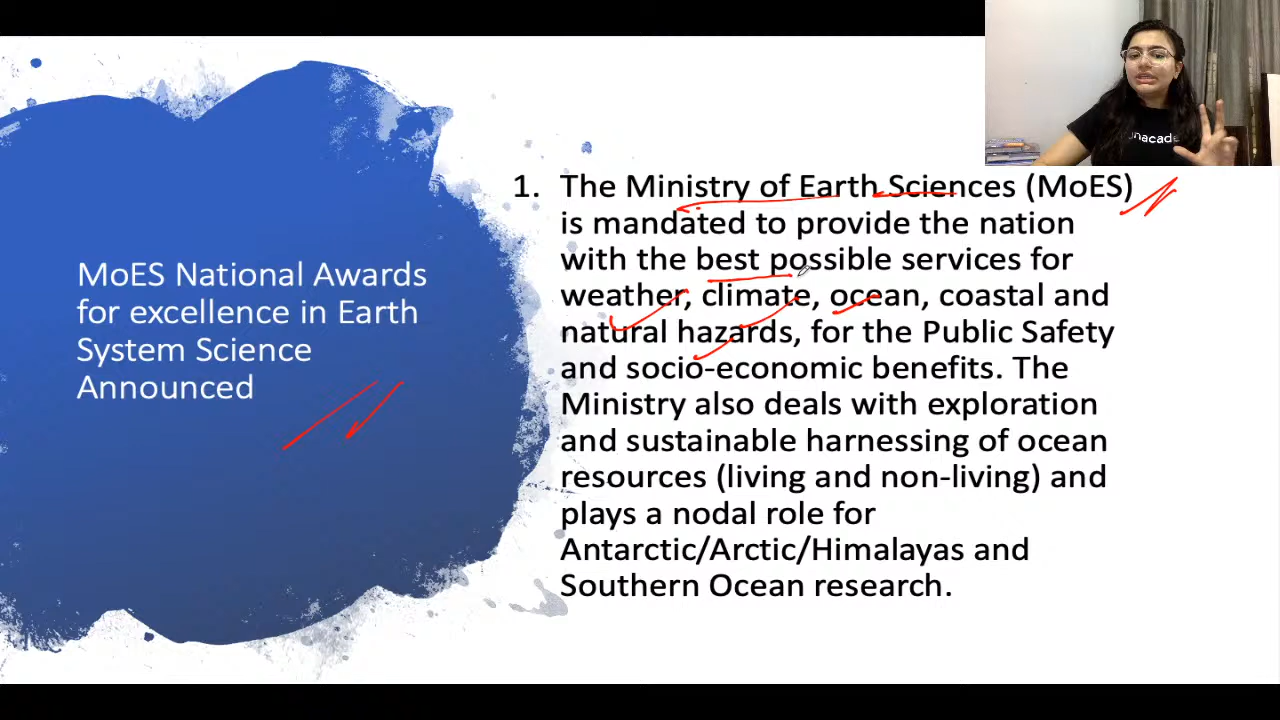 MoES National Awards
for excellence in Earth
System Science
Announced
1. The Ministry of Earth Sciences (MoES)
is mandated to provide the nation
with the best possible services for
weather, climate, ocean, coastal and
natural hazards, for the Public Safety
and socio-economic benefits. The
Ministry also deals with exploration
and sustainable harnessing of ocean
resources (living and non-living) and
plays a nodal role for
Antarctic/Arctic/Himalayas and
Southern Ocean research.